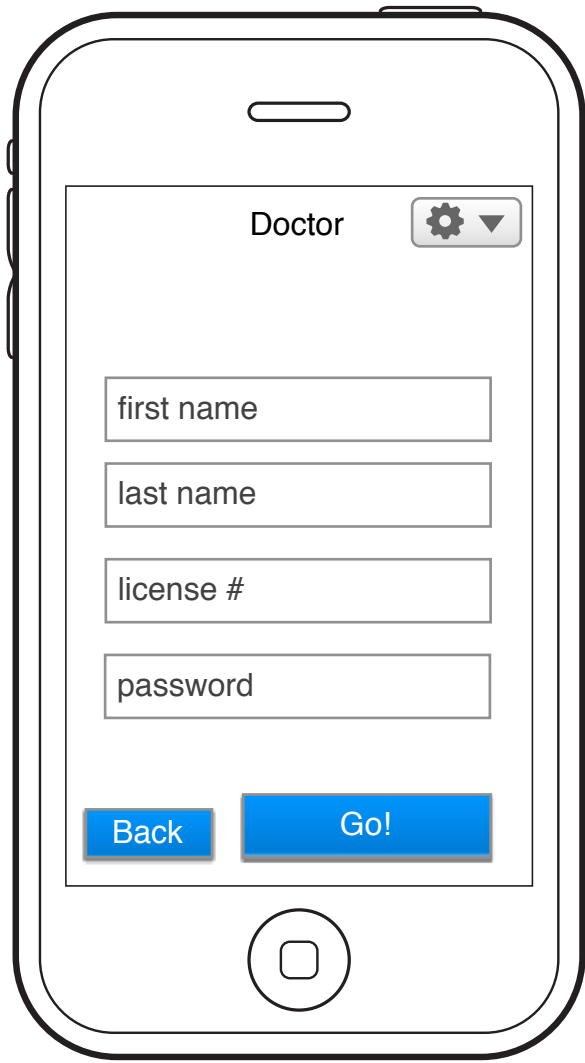 Doctor
first name
last name
license #
password
Back
Go!